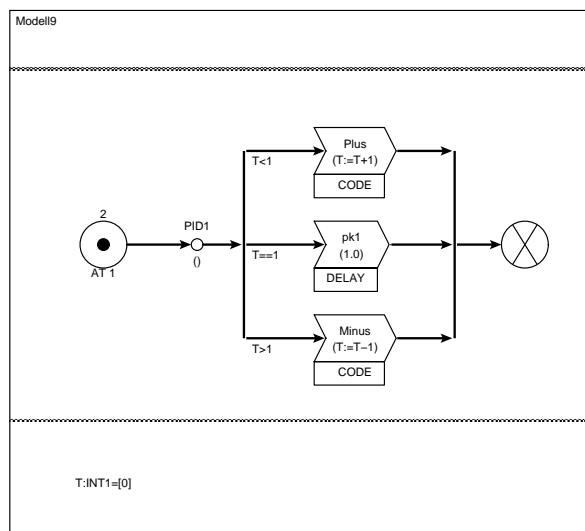 Modell9
Plus
(T:=T+1)
T<1
CODE
2
PID1
AT 1
()
pk1
(1.0)
T==1
DELAY
Minus
(T:=T−1)
T>1
CODE
T:INT1=[0]